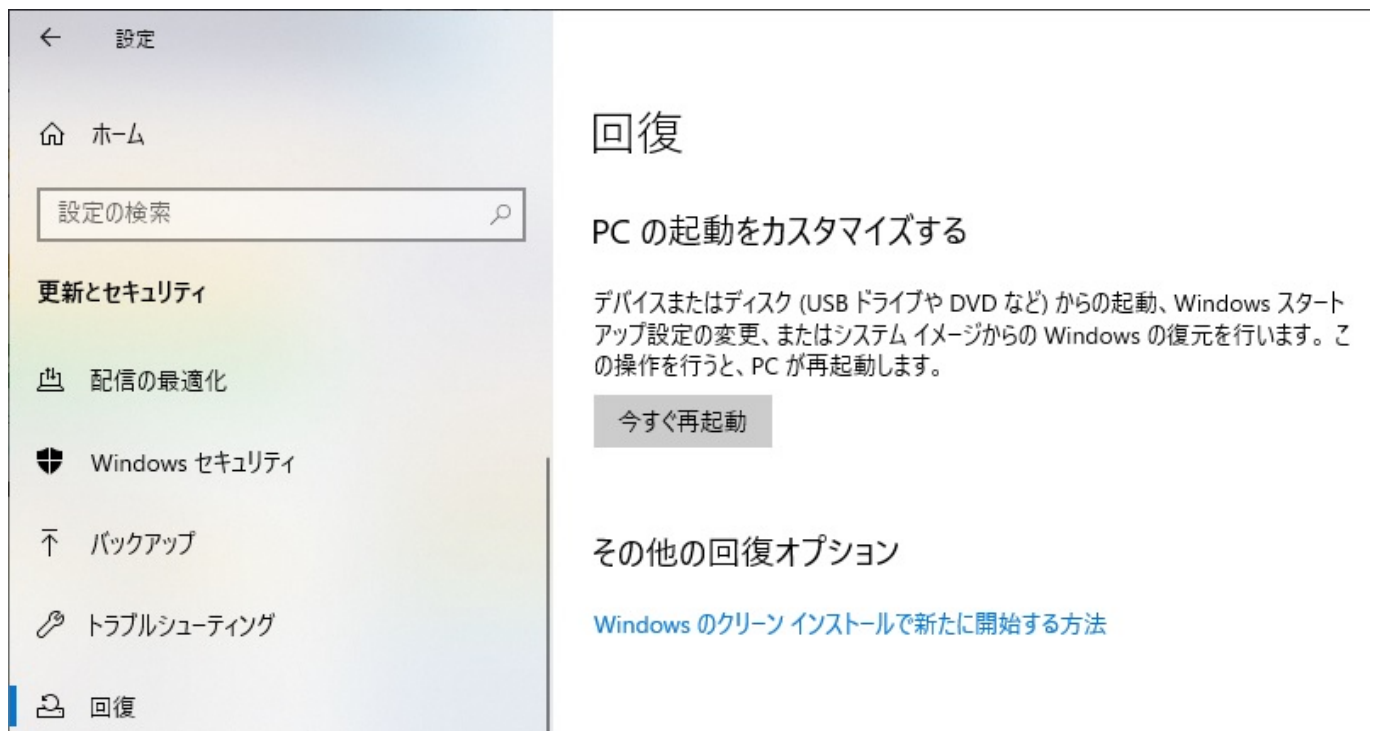 設定
ホーム
設定の検索
更新とセキュリティ
配信の最適化
Windows セキュリティ
バックアップ
トラブルシューティング
回復
回復
PC の起動をカスタマイズする
デバイスまたはディスク (USB ドライブや DVD など) からの起動、Windows スタート
アップ設定の変更、またはシステム イメージからの Windows の復元を行います。こ
の操作を行うと、PC が再起動します。
今すぐ再起動
その他の回復オプション
Windows のクリーン インストールで新たに開始する方法